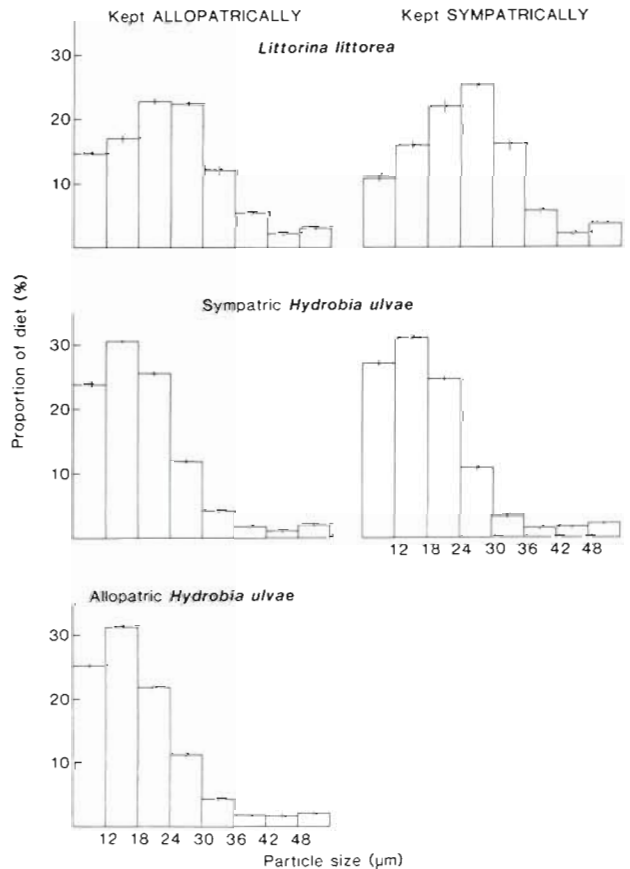 Kept ALLOPATRICALLY Kept SYMPATRICALLY
Littorina littorea
30
20
10
Sympatric Hydrobia ulvae
30
20
10
12 18 24 30 36 42 48
Allopatric Hydrobia ulvae
30
20
10
12 18 24 30 36 42 48
Proportion of diet (%)
Particle size (µm)